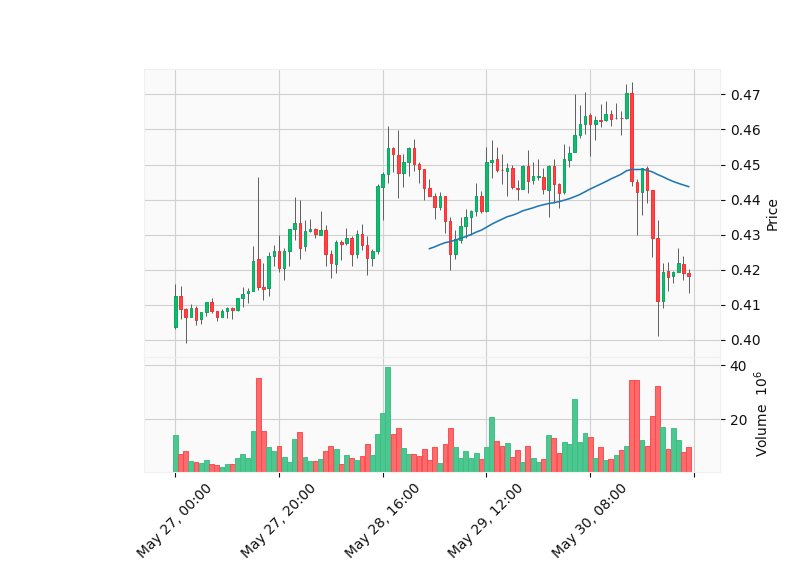 0.47
0.46
0.45
0.44
0.43
0.42
0.41
0.40
Price
40
20
Volume 10⁶
May 27, 00:00
May 27, 20:00
May 28, 16:00
May 29, 12:00
May 30, 08:00